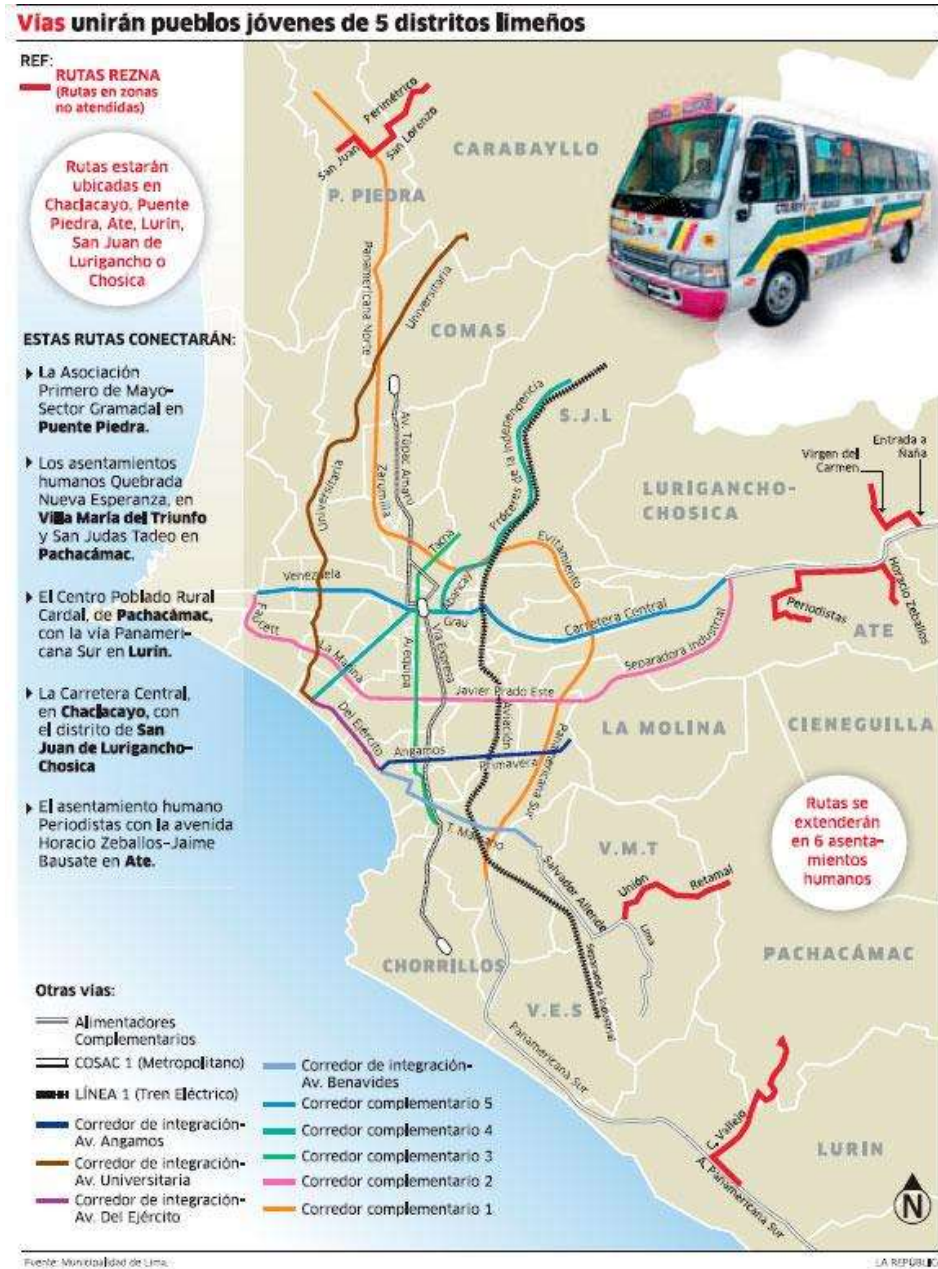 Vías unirán pueblos jóvenes de 5 distritos limeños
REF:
RUTAS REZNA
(Rutas en zonas
no atendidas)
Rutas estarán
ubicadas en
Chaclacayo, Puente
Piedra, Ate, Lurín,
San Juan de
Lurigancho o
Chosica
ESTAS RUTAS CONECTARÁN:
La Asociación
Primero de Mayo-
Sector Gramadal en
Puente Piedra.
Los asentamientos
humanos Quebrada
Nueva Esperanza, en
Villa María del Triunfo
y San Judas Tadeo en
Pachacámac.
El Centro Poblado Rural
Cardal, de Pachacámac,
con la vía Panameri-
cana Sur en Lurín.
La Carretera Central,
en Chaclacayo, con
el distrito de San
Juan de Lurigancho-
Chosica
El asentamiento humano
Periodistas con la avenida
Horacio Zeballos-Jaime
Bausate en Ate.
Perimétrico
San Juan
San Lorenzo
CARABAYLLO
P. PIEDRA
Panamericana Norte
Universitaria
COMAS
Av. Túpac Amaru
Próceres de la Independencia
S.J.L
Zarumilla
Universitaria
Virgen del
Carmen
Entrada a
Ñaña
LURIGANCHO-
CHOSICA
Tacna
Evitamiento
Venezuela
Abancay
Grau
Carretera Central
Horacio Zeballos
Periodistas
ATE
Faucett
La Marina
Arequipa
Vía Expresa
Separadora Industrial
Javier Prado Este
Aviación
LA MOLINA
CIENEGUILLA
Del Ejército
Angamos
Primavera
Panamericana Sur
Rutas se
extenderán
en 6 asenta-
mientos
humanos
V.M.T
Salvador Allende
Unión
Retamal
Lima
Separadora Industrial
PACHACÁMAC
CHORRILLOS
V.E.S
Panamericana Sur
C. Vallejo
A. Panamericana Sur
LURÍN
N
Otras vías:
Alimentadores
Complementarios
COSAC 1 (Metropolitano)
LÍNEA 1 (Tren Eléctrico)
Corredor de integración-
Av. Angamos
Corredor de integración-
Av. Universitaria
Corredor de integración-
Av. Del Ejército
Corredor de integración-
Av. Benavides
Corredor complementario 5
Corredor complementario 4
Corredor complementario 3
Corredor complementario 2
Corredor complementario 1
Fuente: Municipalidad de Lima.
LA REPÚBLICA